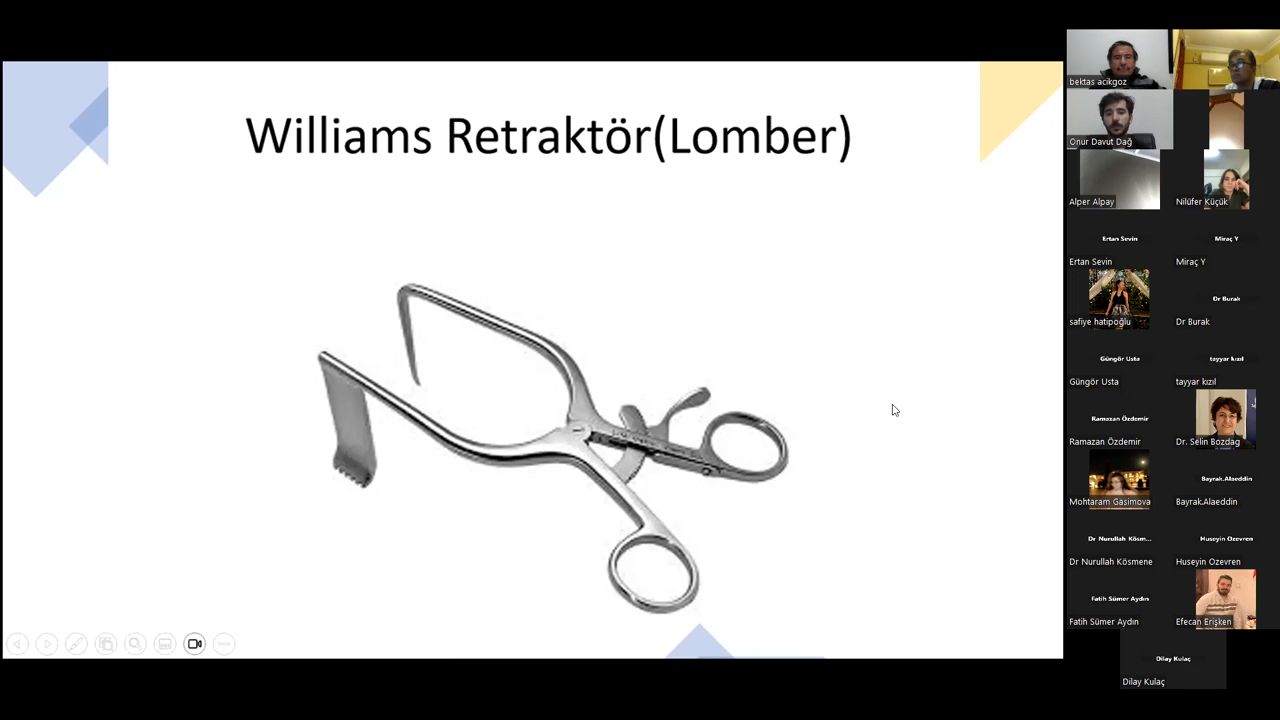 Williams Retraktör(Lomber)
bektas acikgoz
Onur Davut Dağ
Alper Alpay
Nilüfer Küçük
Ertan Sevin
Miraç Y
Ertan Sevin
Miraç Y
Dr Burak
safiye hatipoğlu
Dr Burak
Güngör Usta
tayyar kızıl
Güngör Usta
tayyar kızıl
Ramazan Özdemir
Ramazan Özdemir
Dr. Selin Bozdag
Bayrak.Alaeddin
Mohtaram Gasimova
Bayrak.Alaeddin
Dr Nurullah Kösm...
Huseyin Ozevren
Dr Nurullah Kösmene
Huseyin Ozevren
Fatih Sümer Aydın
Fatih Sümer Aydın
Efecan Erişken
Dilay Kulaç
Dilay Kulaç